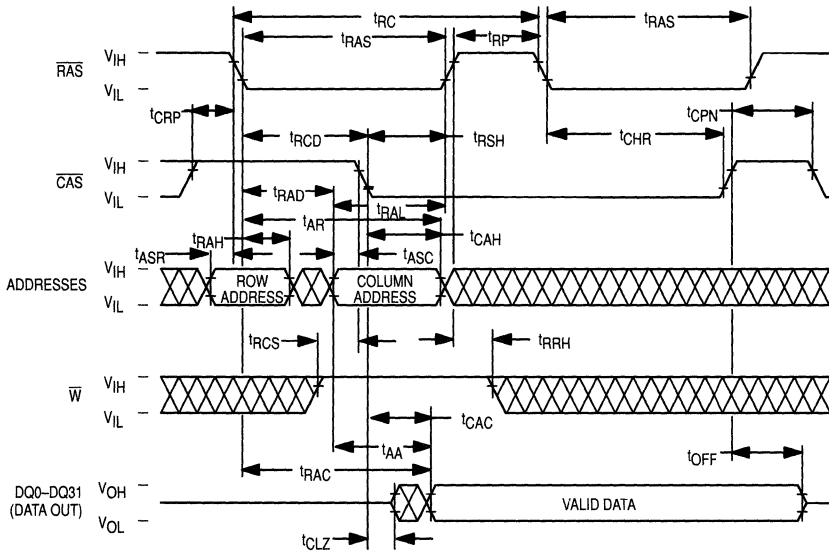 tRC
tRAS
tRP
tRAS
RAS
VIH
VIL
tCRP
tRCD
tRSH
tCHR
tCPN
CAS
VIH
VIL
tRAD
tRAL
tAR
tCAH
tRAH
tASR
tASC
ADDRESSES
VIH
VIL
ROW
ADDRESS
COLUMN
ADDRESS
tRCS
tRRH
W
VIH
VIL
tCAC
tAA
tRAC
tOFF
DQ0–DQ31
(DATA OUT)
VOH
VOL
VALID DATA
tCLZ